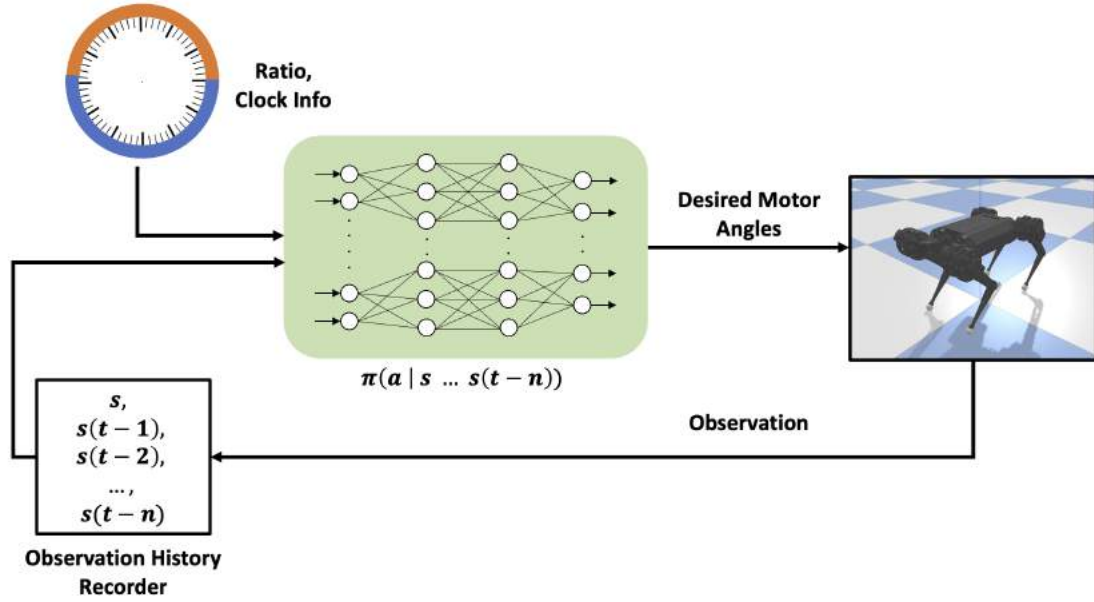 Ratio,
Clock Info
Desired Motor
Angles
π(a | s … s(t − n))
Observation
s,
s(t − 1),
s(t − 2),
…,
s(t − n)
Observation History
Recorder